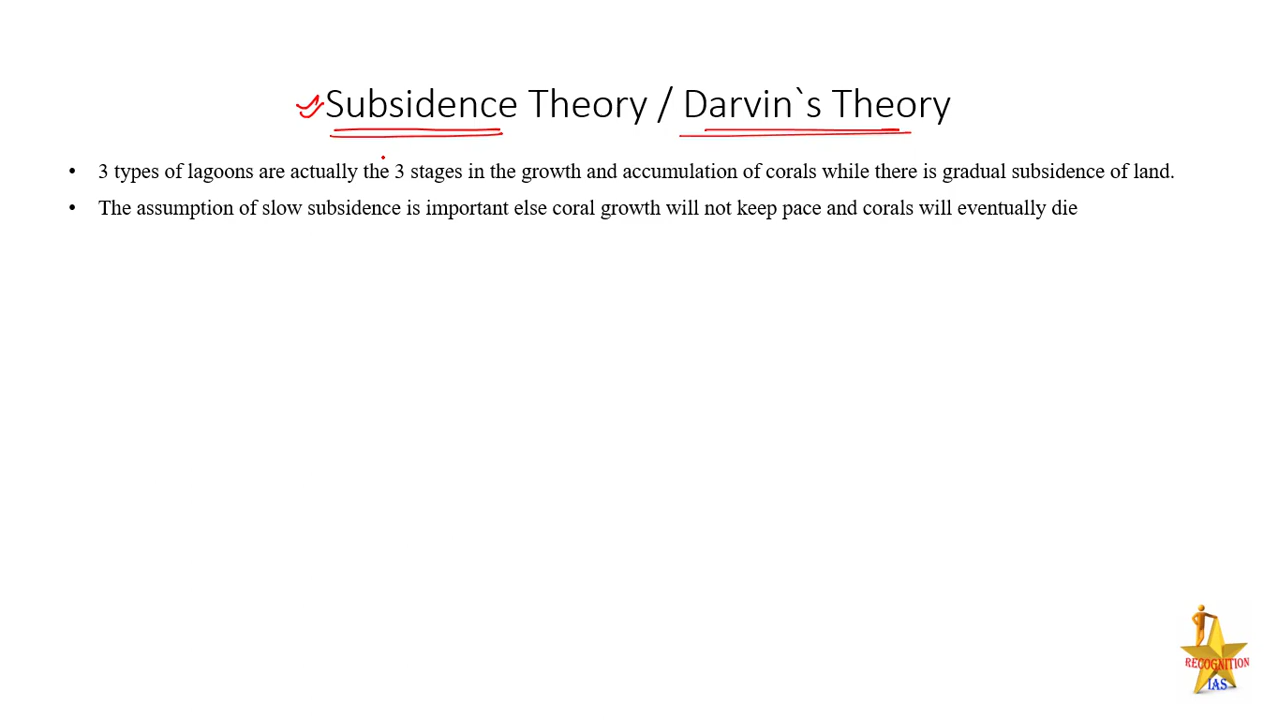 Subsidence Theory / Darvin`s Theory
• 3 types of lagoons are actually the 3 stages in the growth and accumulation of corals while there is gradual subsidence of land.
• The assumption of slow subsidence is important else coral growth will not keep pace and corals will eventually die
RECOGNITION
IAS